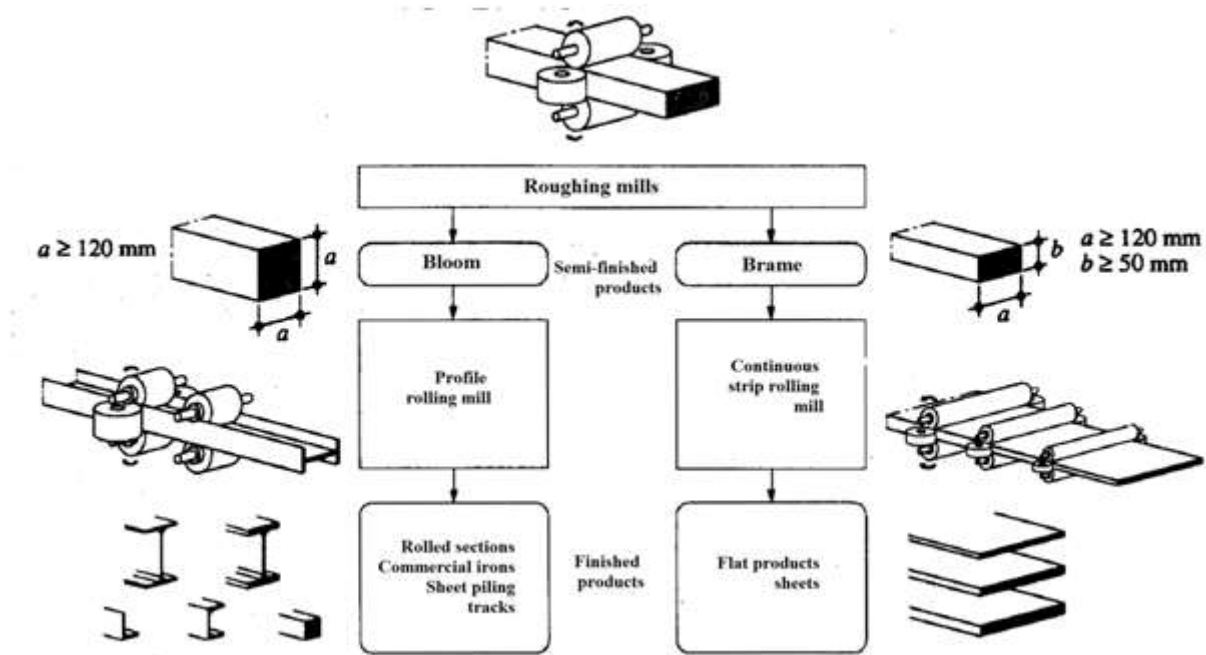 Roughing mills
a ≥ 120 mm
a
a
Bloom
Semi-finished
products
Brame
b
a
a ≥ 120 mm
b ≥ 50 mm
Profile
rolling mill
Continuous
strip rolling
mill
Rolled sections
Commercial irons
Sheet piling
tracks
Finished
products
Flat products
sheets